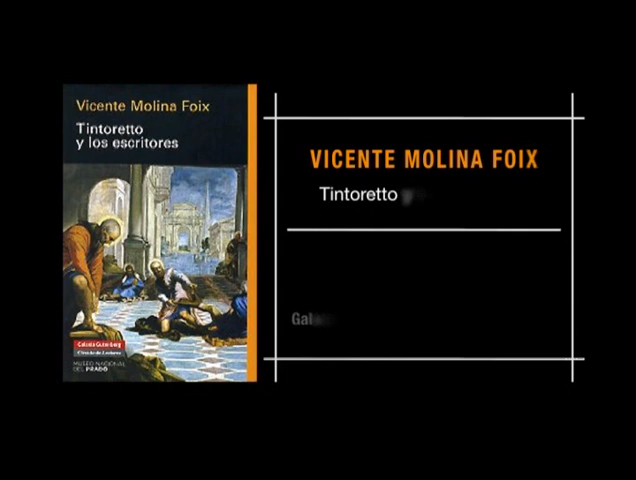 Vicente Molina Foix
Tintoretto
y los escritores
Galaxia Gutenberg
Círculo de Lectores
MUSEO NACIONAL
DEL PRADO
VICENTE MOLINA FOIX
Tintoretto y
Gal